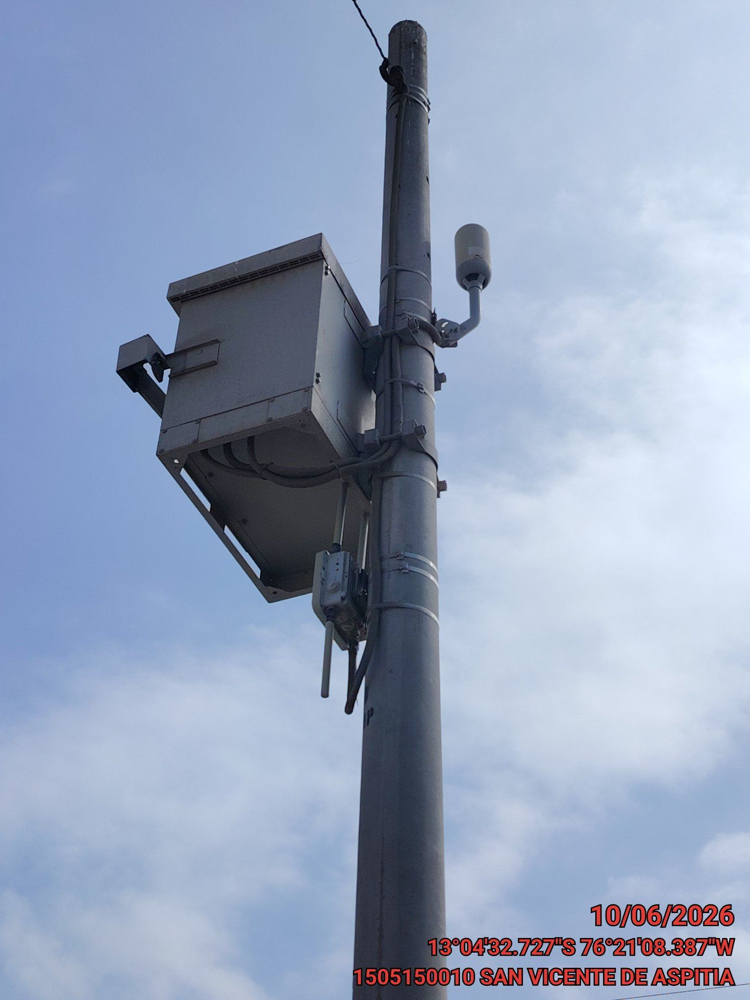 10/06/2026
13°04'32.727"S 76°21'08.387"W
1505150010 SAN VICENTE DE ASPITIA